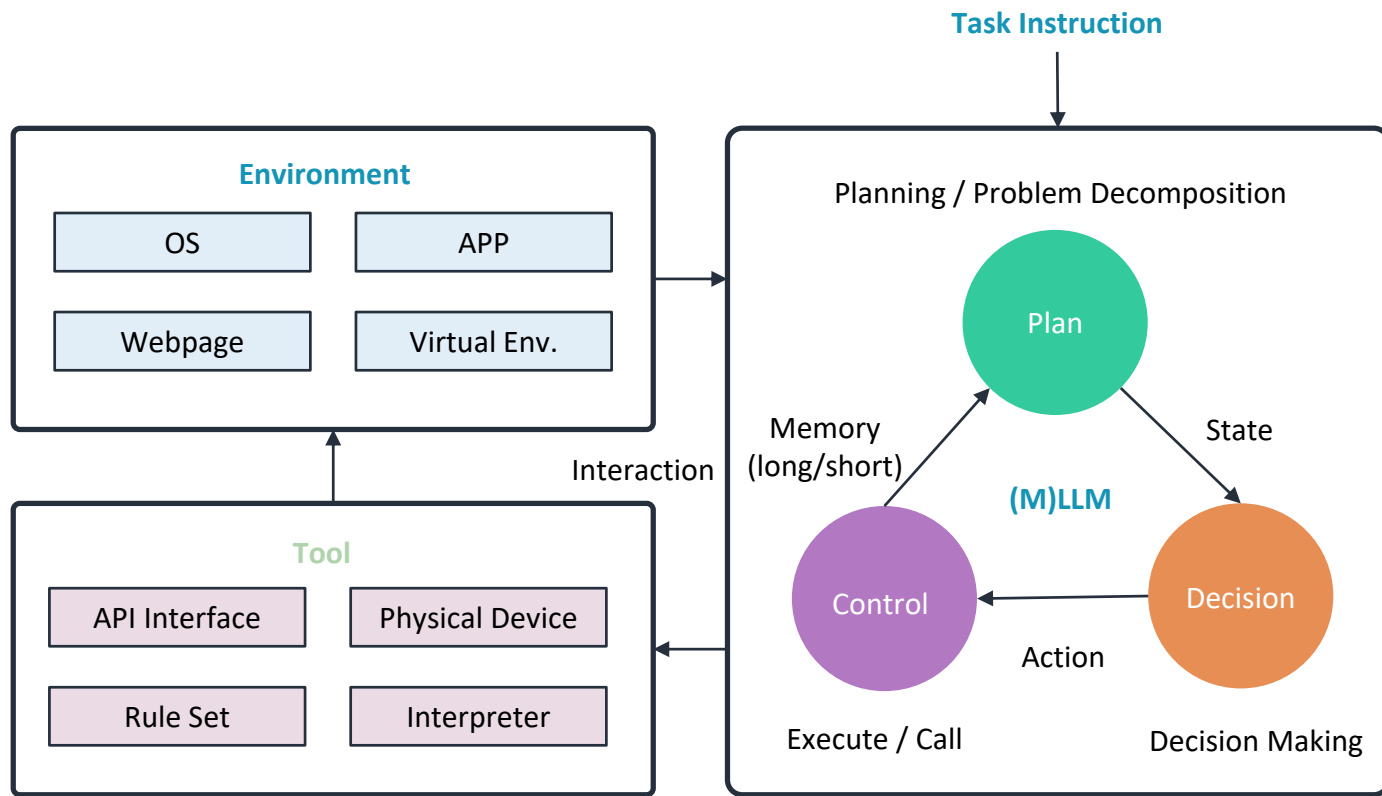 Task Instruction
Environment
OS
APP
Webpage
Virtual Env.
Interaction
Tool
API Interface
Physical Device
Rule Set
Interpreter
Planning / Problem Decomposition
Plan
Memory
(long/short)
State
(M)LLM
Control
Decision
Action
Execute / Call
Decision Making